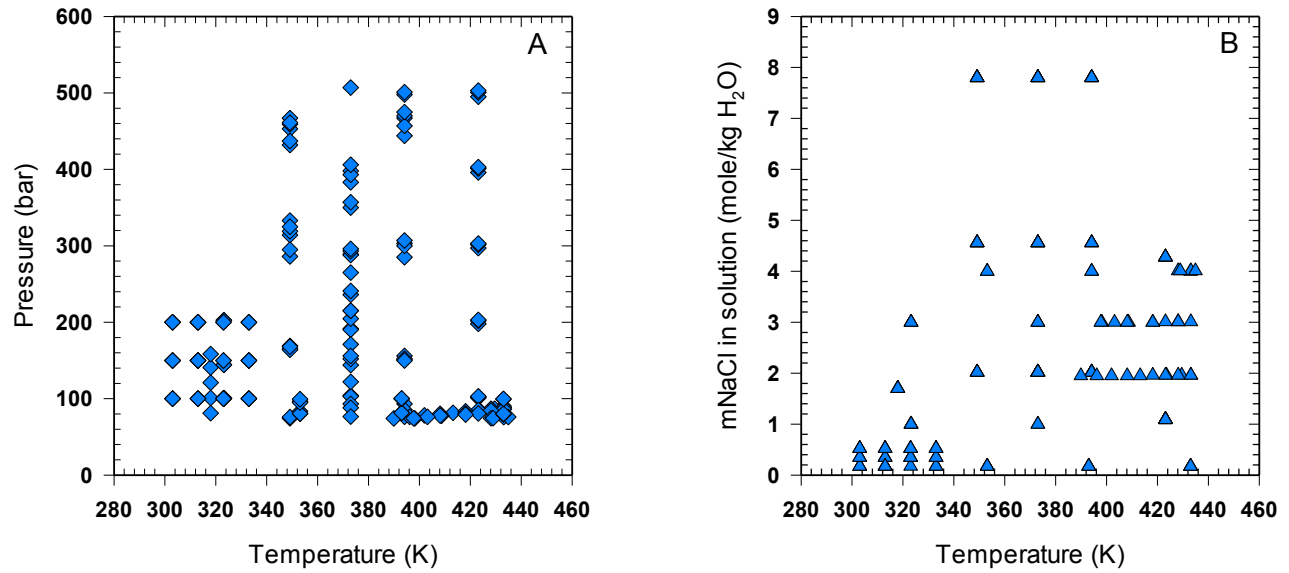 A
600
500
400
300
200
100
0
Pressure (bar)
280 300 320 340 360 380 400 420 440 460
Temperature (K)
B
9
8
7
6
5
4
3
2
1
0
mNaCl in solution (mole/kg H₂O)
280 300 320 340 360 380 400 420 440 460
Temperature (K)